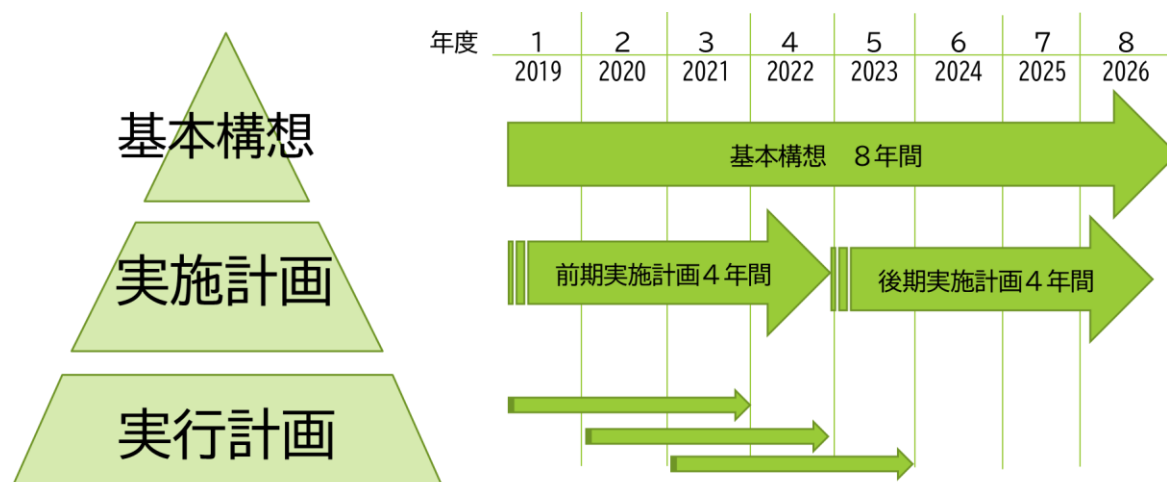 年度 1 2 3 4 5 6 7 8
2019 2020 2021 2022 2023 2024 2025 2026
基本構想
基本構想　８年間
実施計画
前期実施計画４年間
後期実施計画４年間
実行計画